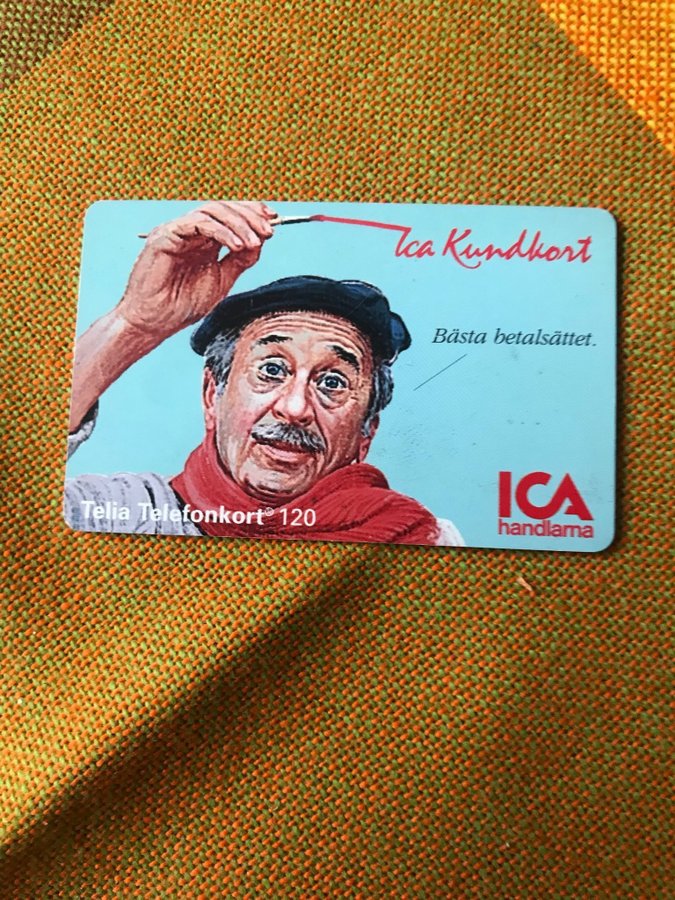 Ica Kundkort
Bästa betalsättet.
ICA
handlarna
Telia Telefonkort® 120